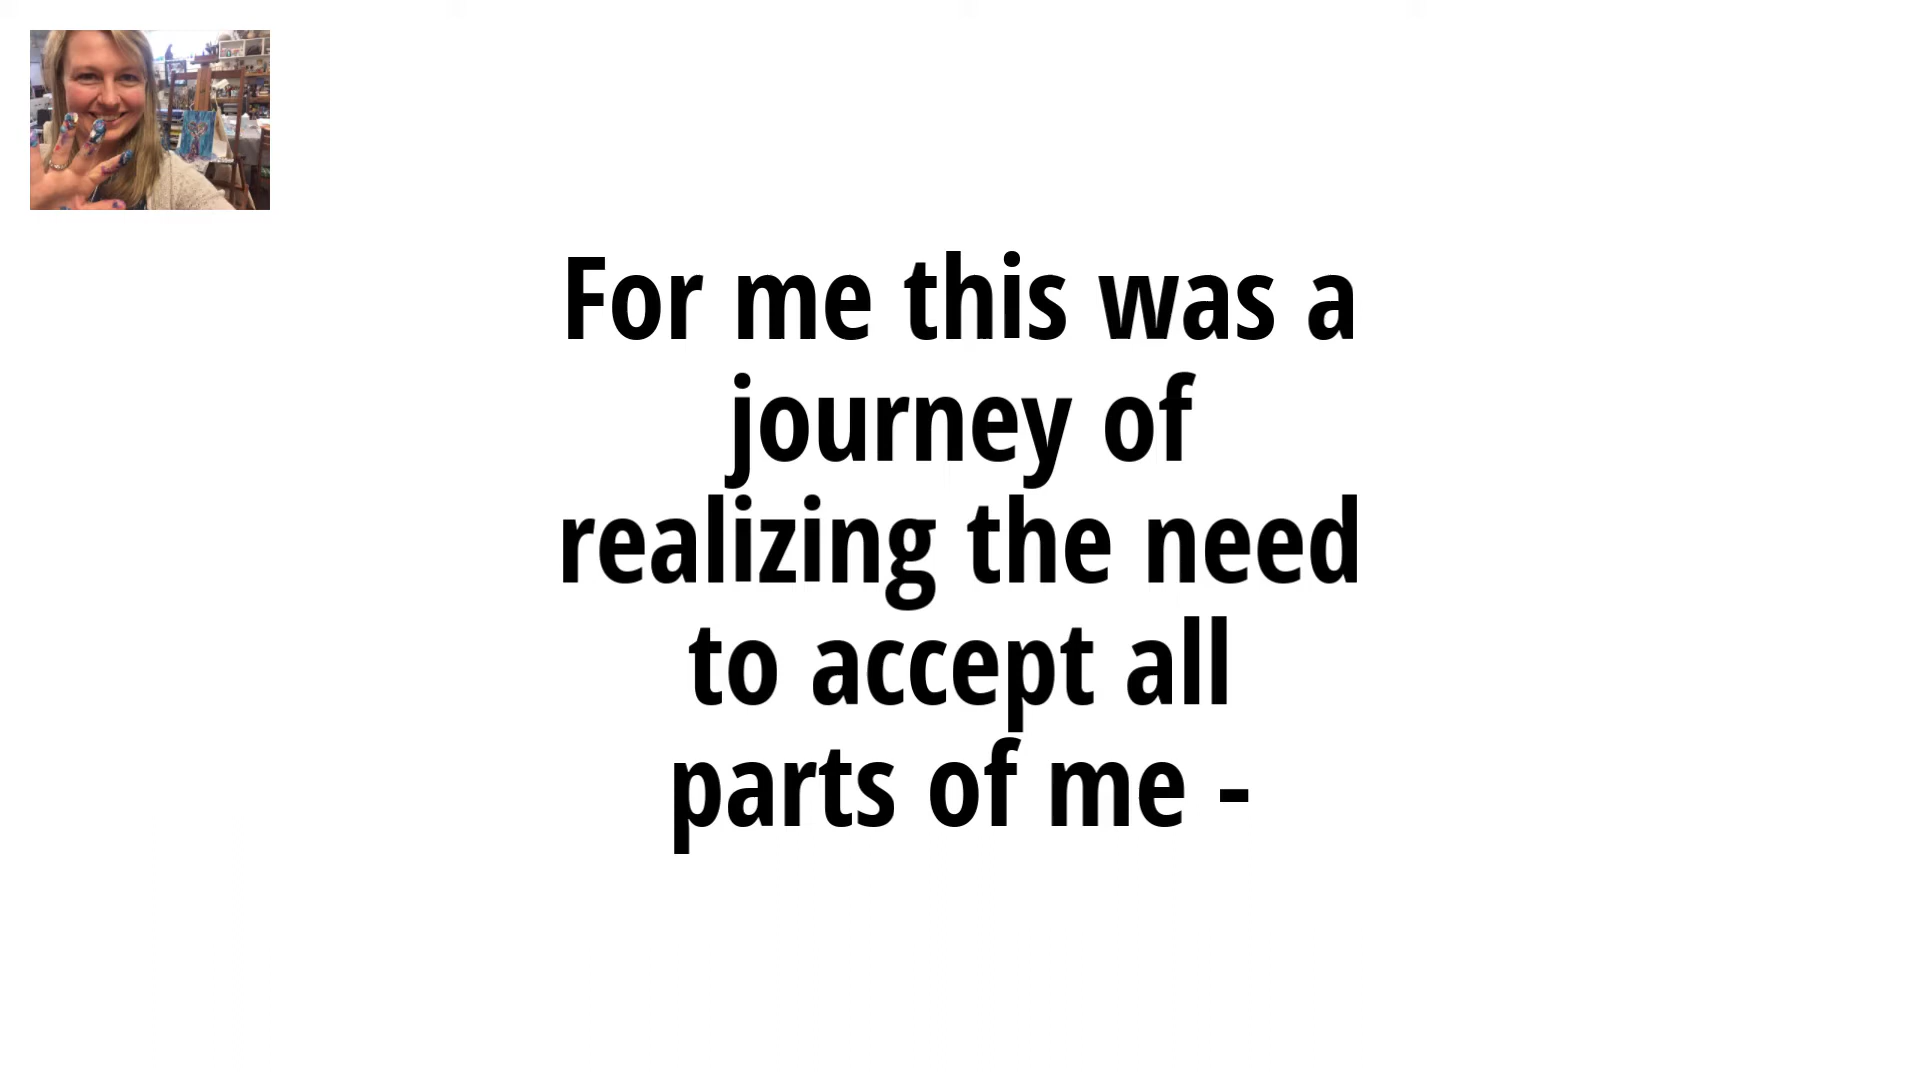 For me this was a
journey of
realizing the need
to accept all
parts of me -